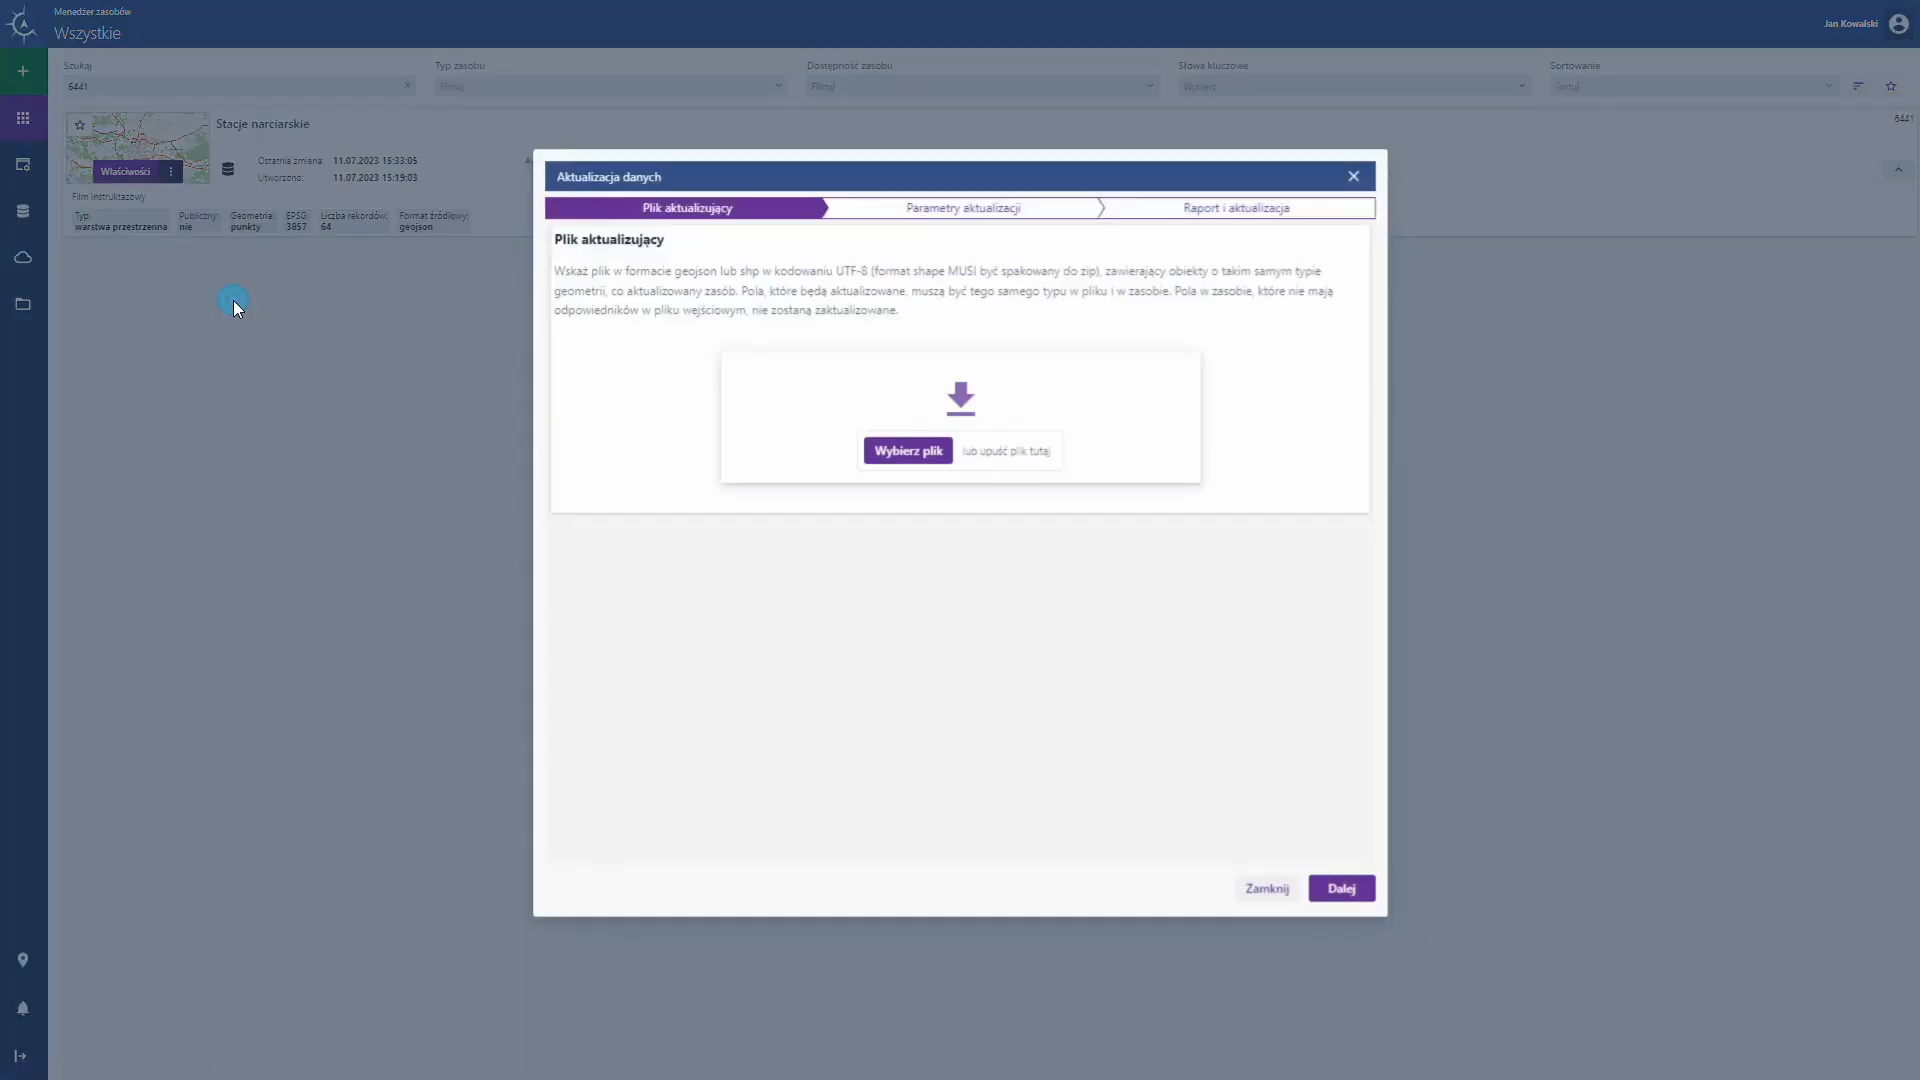 Menedżer zasobów
Wszystkie
Jan Kowalski
Szukaj
Typ zasobu
Dostępność zasobu
Słowa kluczowe
Sortowanie
6441
Filtruj
Filtruj
Wybierz
Sortuj
Stacje narciarskie
6441
Ostatnia zmiana: 11.07.2023 15:33:05
Utworzono: 11.07.2023 15:19:03
Właściwości
Film instruktażowy
Typ: Publiczny: Geometria: EPSG: Liczba rekordów: Format źródłowy:
warstwa przestrzenna nie punkty 3857 64 geojson
Aktualizacja danych
Plik aktualizujący
Parametry aktualizacji
Raport i aktualizacja
Plik aktualizujący
Wskaż plik w formacie geojson lub shp w kodowaniu UTF-8 (format shape MUSI być spakowany do zip), zawierający obiekty o takim samym typie
geometrii, co aktualizowany zasób. Pola, które będą aktualizowane, muszą być tego samego typu w pliku i w zasobie. Pola w zasobie, które nie mają
odpowiedników w pliku wejściowym, nie zostaną zaktualizowane.
Wybierz plik lub upuść plik tutaj
Zamknij
Dalej